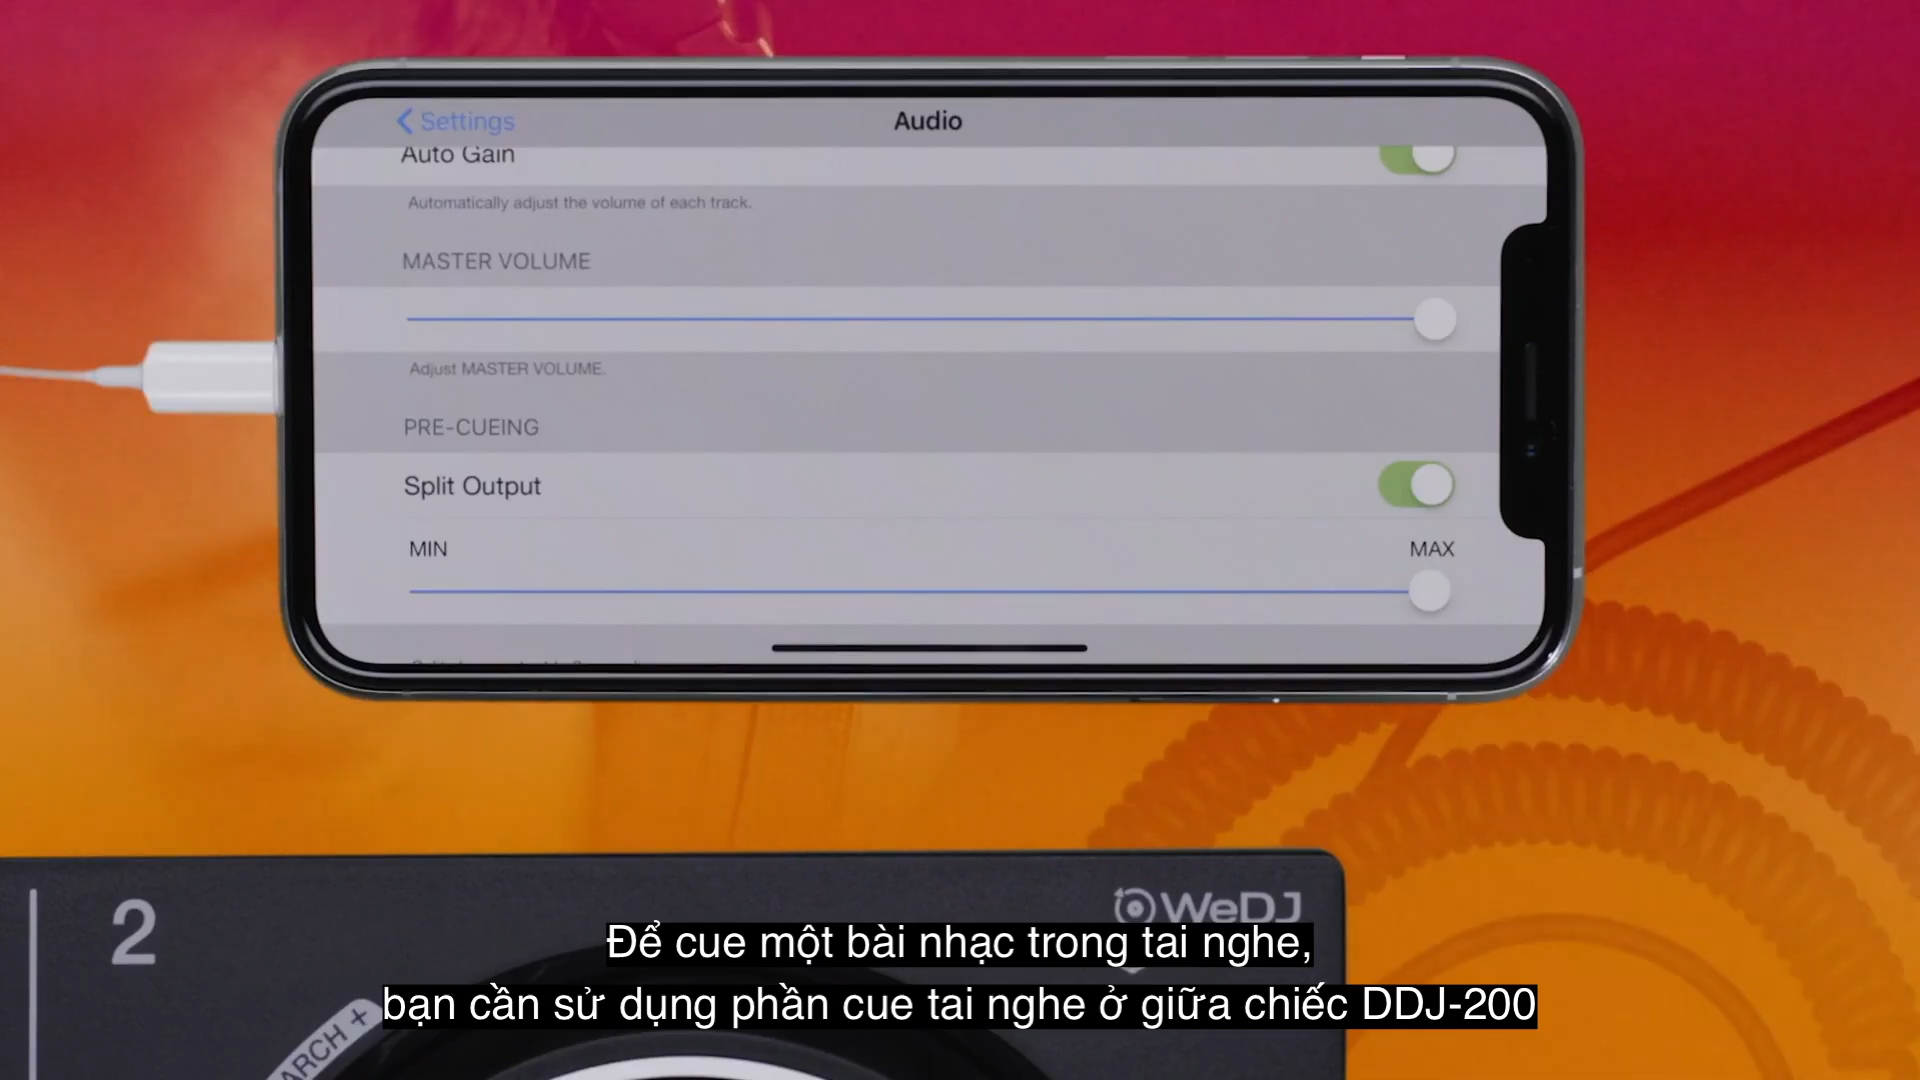 Settings
Audio
Auto Gain
Automatically adjust the volume of each track.
MASTER VOLUME
Adjust MASTER VOLUME.
PRE-CUEING
Split Output
MIN
MAX
2
WeDJ
ARCH +
Để cue một bài nhạc trong tai nghe,
bạn cần sử dụng phần cue tai nghe ở giữa chiếc DDJ-200